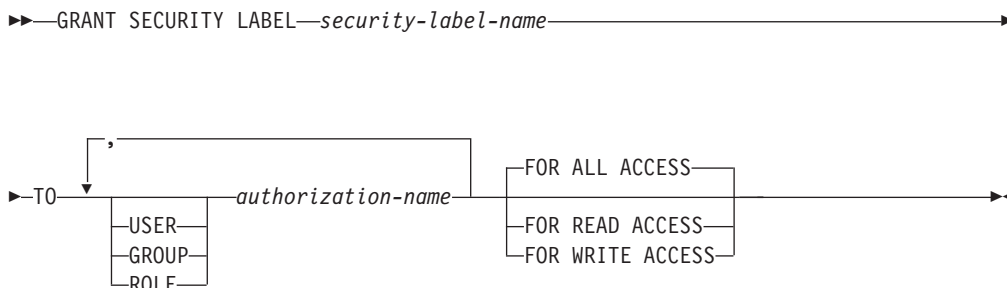 GRANT SECURITY LABEL security-label-name
,
TO USER GROUP ROLE authorization-name FOR ALL ACCESS FOR READ ACCESS FOR WRITE ACCESS